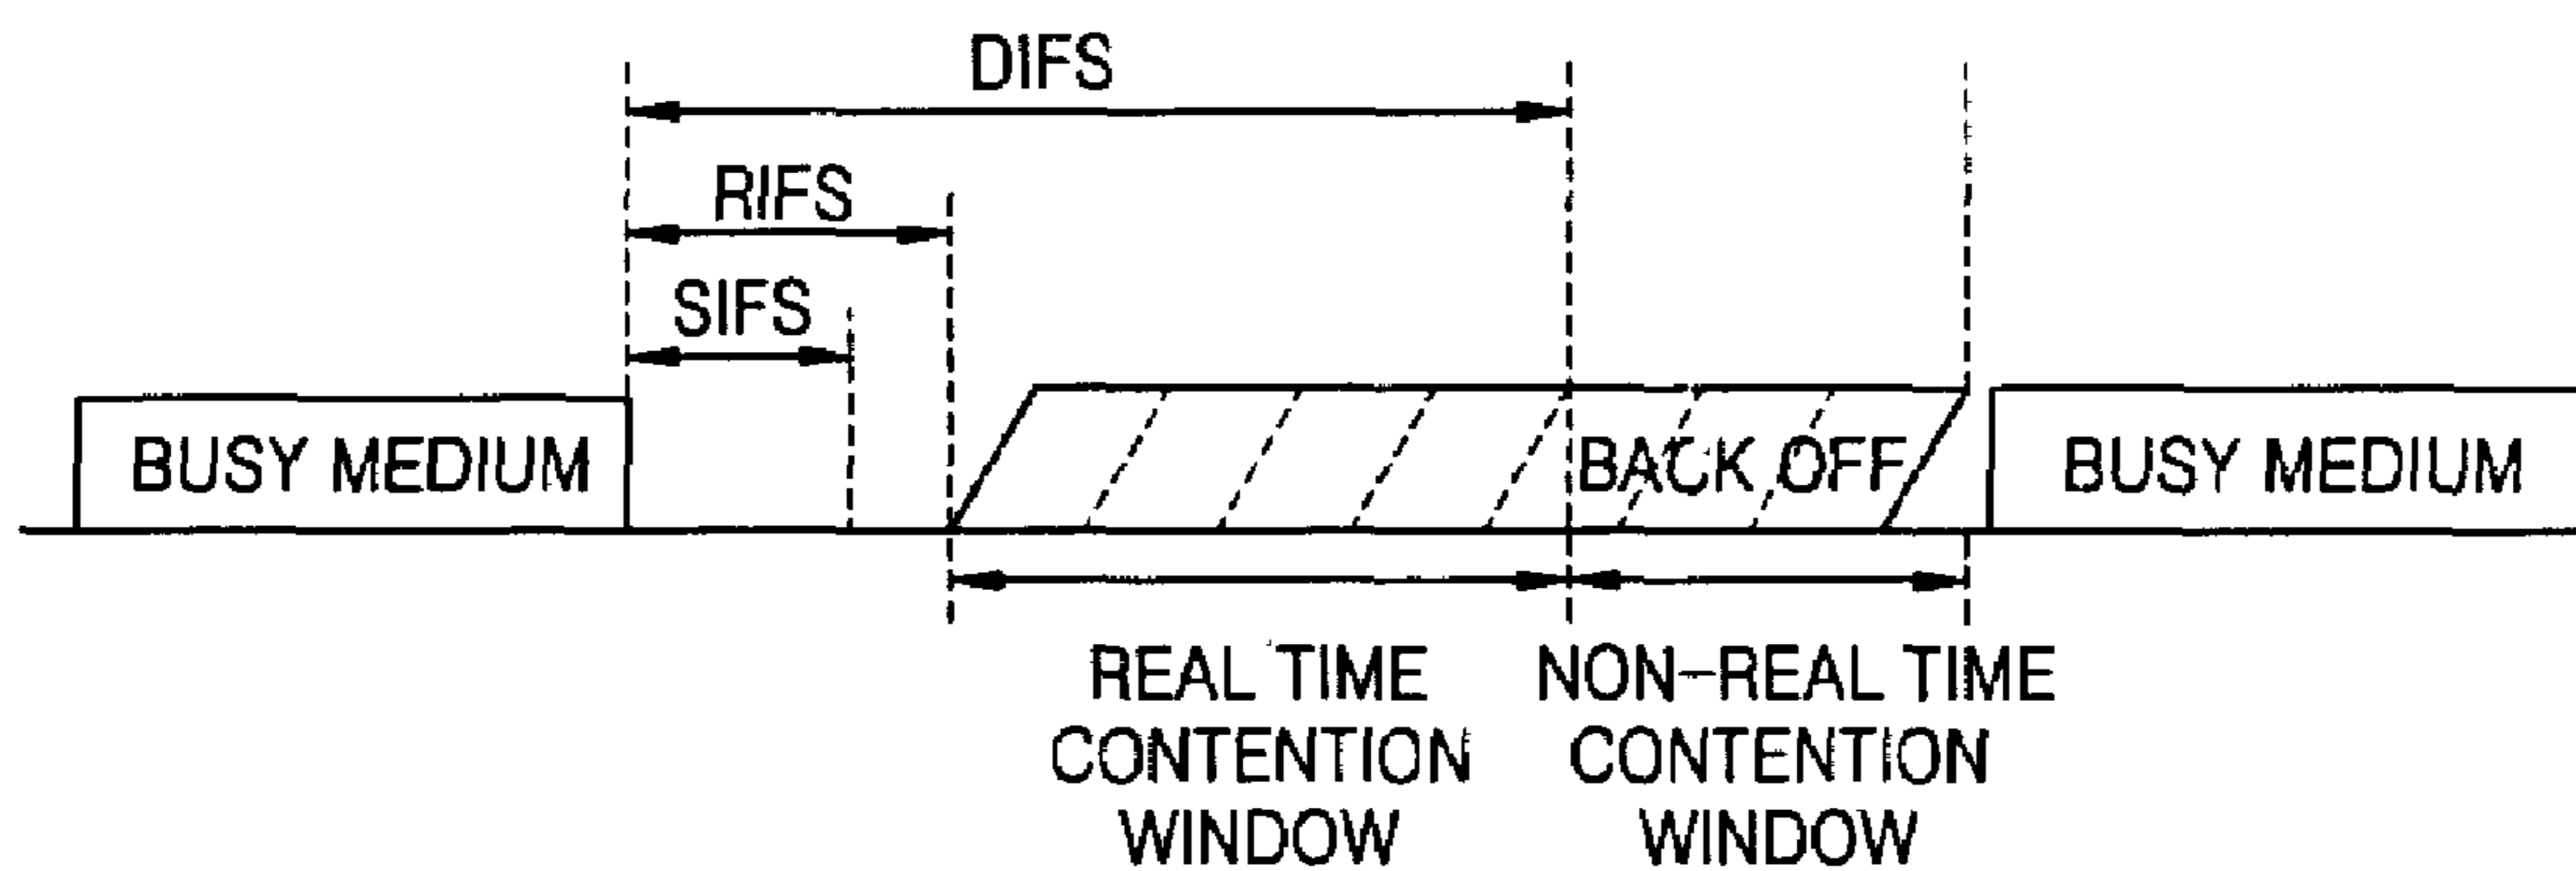 DIFS
RIFS
SIFS
BUSY MEDIUM
BACK OFF
BUSY MEDIUM
REAL TIME
CONTENTION
WINDOW
NON-REAL TIME
CONTENTION
WINDOW